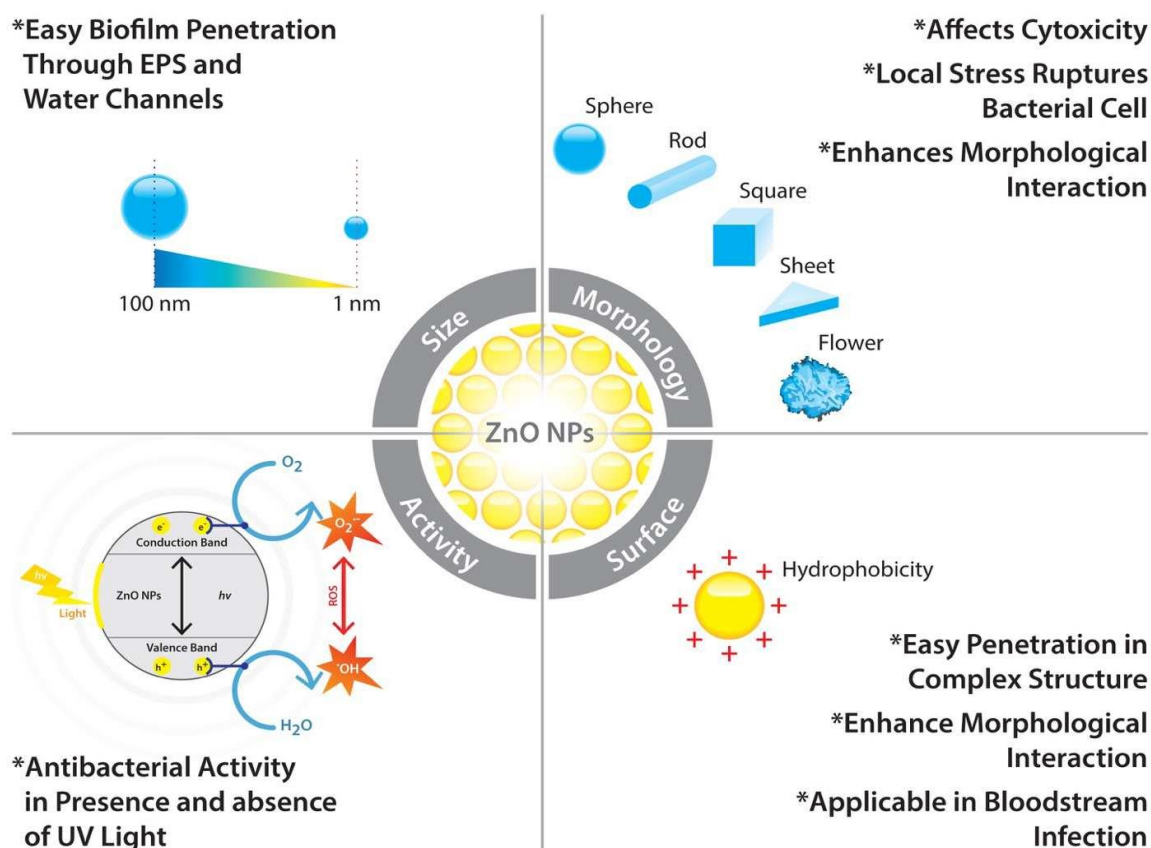 *Easy Biofilm Penetration
Through EPS and
Water Channels
100 nm
1 nm
Size
*Affects Cytoxicity
*Local Stress Ruptures
Bacterial Cell
*Enhances Morphological
Interaction
Sphere
Rod
Square
Sheet
Flower
Morphology
ZnO NPs
Activity
O₂
e⁻
e⁻
Conduction Band
O₂•⁻
hv
Light
ZnO NPs
hv
ROS
Valence Band
h⁺
h⁺
•OH
H₂O
*Antibacterial Activity
in Presence and absence
of UV Light
Surface
+ + + + + + + +
Hydrophobicity
*Easy Penetration in
Complex Structure
*Enhance Morphological
Interaction
*Applicable in Bloodstream
Infection